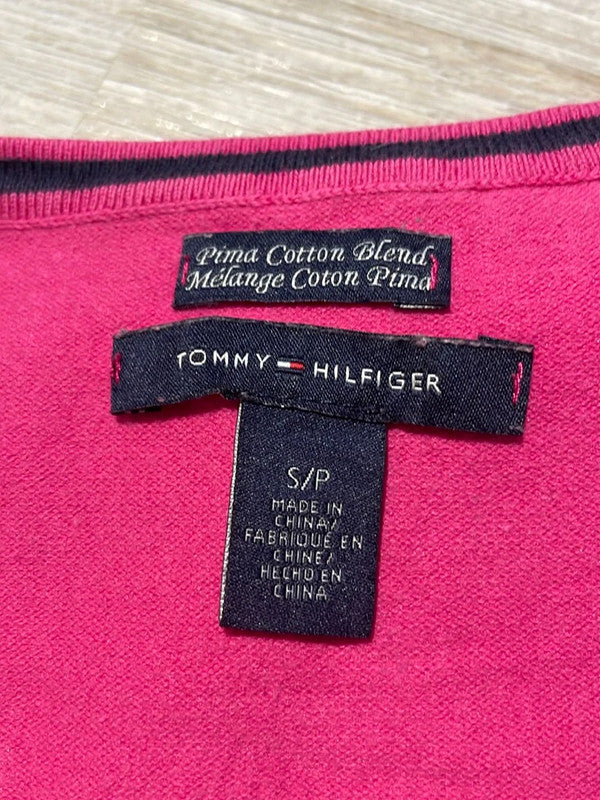 Pima Cotton Blend
Mélange Coton Pima
TOMMY HILFIGER
S/P
MADE IN
CHINA/
FABRIQUÉ EN
CHINE/
HECHO EN
CHINA